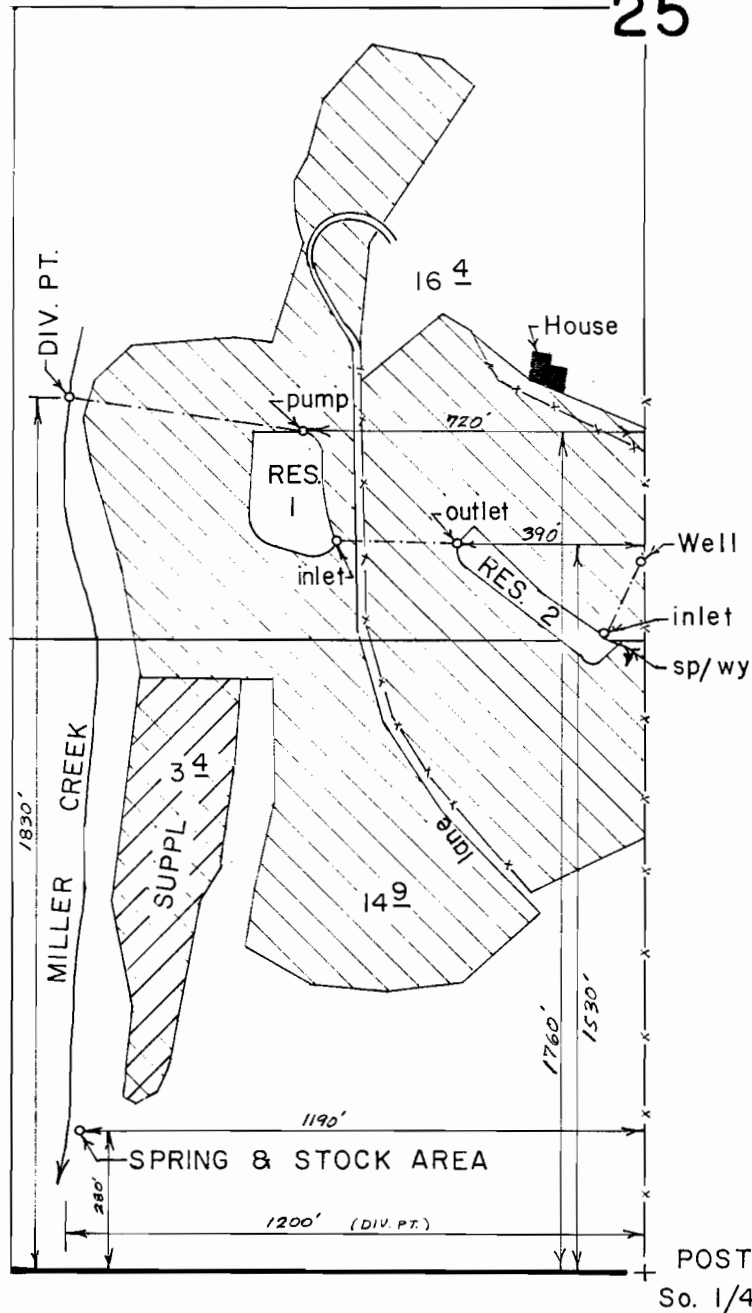 25
DIV. PT.
16 4
House
pump
720'
RES.
1
outlet
390'
Well
inlet
RES. 2
inlet
sp/wy
MILLER CREEK
1830'
3 4
SUPPL
lane
14 9
1760'
1530'
1190'
SPRING & STOCK AREA
280'
1200' (DIV. PT.)
POST
So. 1/4